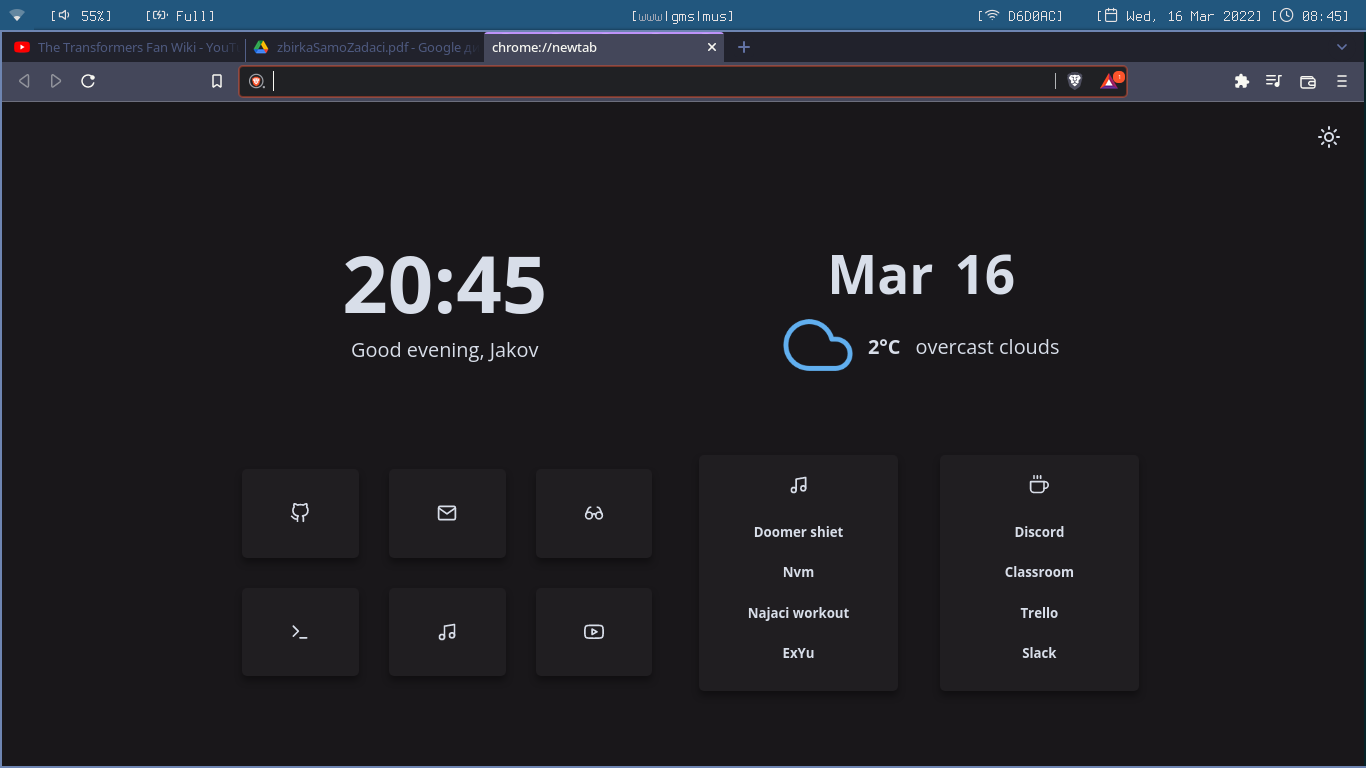 [ 55%] [ Full] [www|gms|mus] [ D6D0AC] [ Wed, 16 Mar 2022] [ 08:45]
The Transformers Fan Wiki - YouT zbirkaSamoZadaci.pdf - Google ди chrome://newtab
1
20:45
Good evening, Jakov
Mar 16
2°C overcast clouds
Doomer shiet
Nvm
Najaci workout
ExYu
Discord
Classroom
Trello
Slack